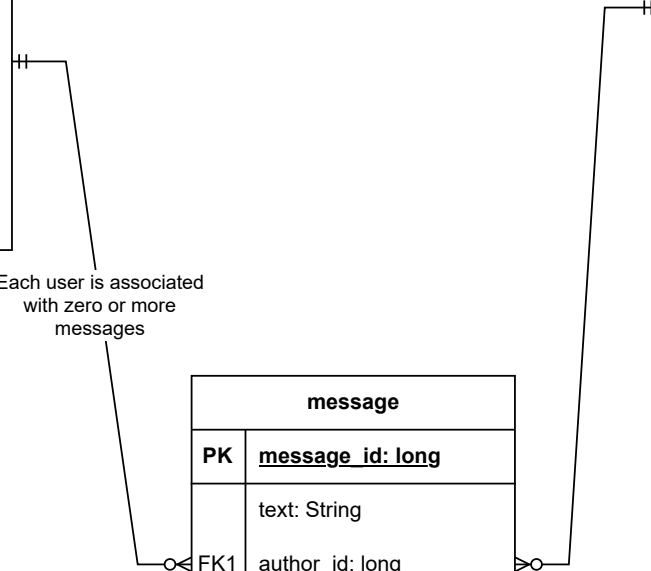 Each user is associated
with zero or more
messages
message
PK message_id: long
text: String
FK1 author_id: long